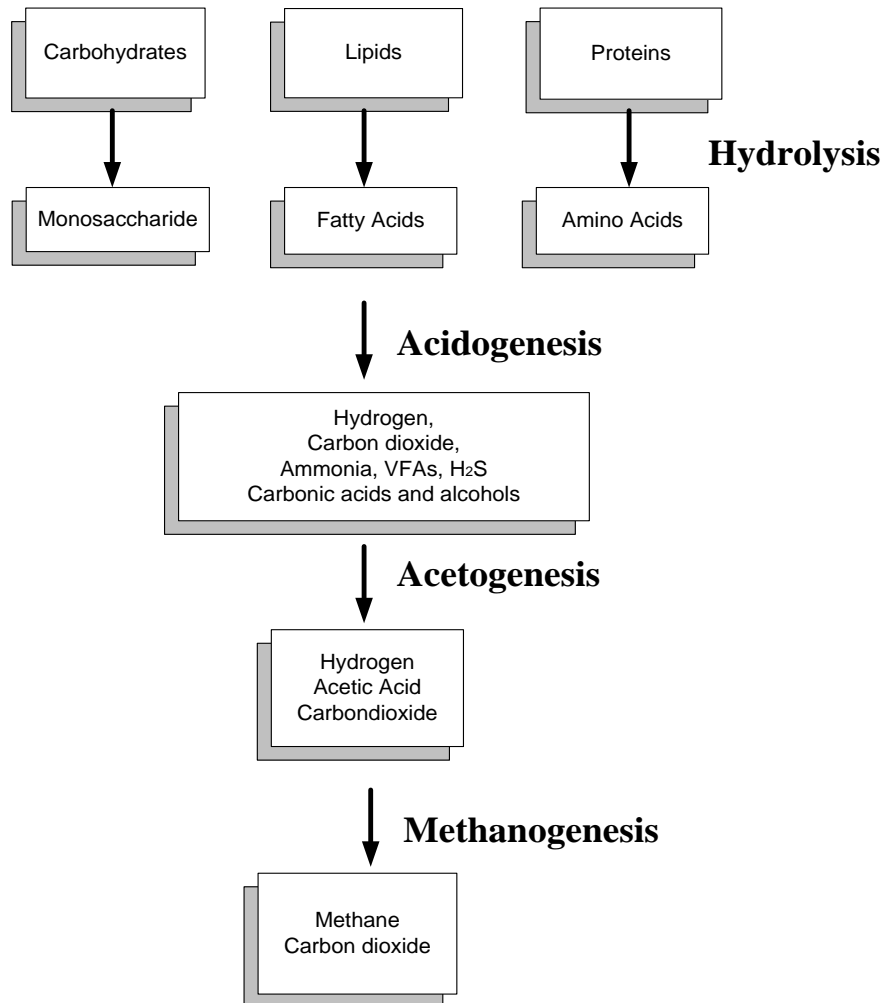 Carbohydrates
Lipids
Proteins
Hydrolysis
Monosaccharide
Fatty Acids
Amino Acids
Acidogenesis
Hydrogen,
Carbon dioxide,
Ammonia, VFAs, H2S
Carbonic acids and alcohols
Acetogenesis
Hydrogen
Acetic Acid
Carbondioxide
Methanogenesis
Methane
Carbon dioxide